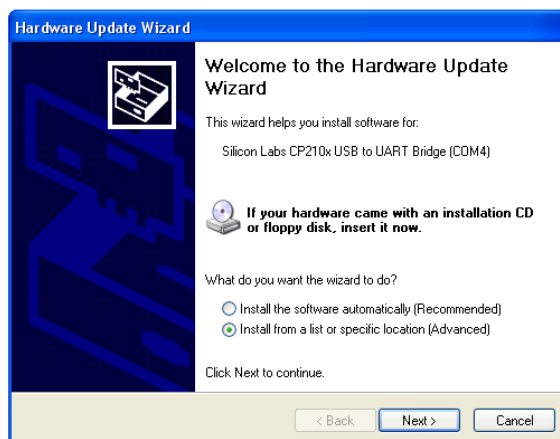 Hardware Update Wizard
Welcome to the Hardware Update
Wizard
This wizard helps you install software for:
Silicon Labs CP210x USB to UART Bridge (COM4)
If your hardware came with an installation CD
or floppy disk, insert it now.
What do you want the wizard to do?
Install the software automatically (Recommended)
Install from a list or specific location (Advanced)
Click Next to continue.
< Back Next > Cancel